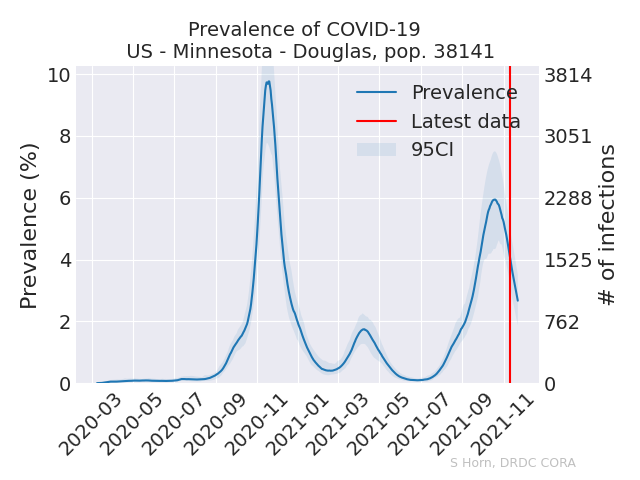 Prevalence of COVID-19
US - Minnesota - Douglas, pop. 38141
Prevalence
Latest data
95CI
Prevalence (%)
10
8
6
4
2
0
3814
3051
2288
1525
762
0
# of infections
2020-03
2020-05
2020-07
2020-09
2020-11
2021-01
2021-03
2021-05
2021-07
2021-09
2021-11
S Horn, DRDC CORA